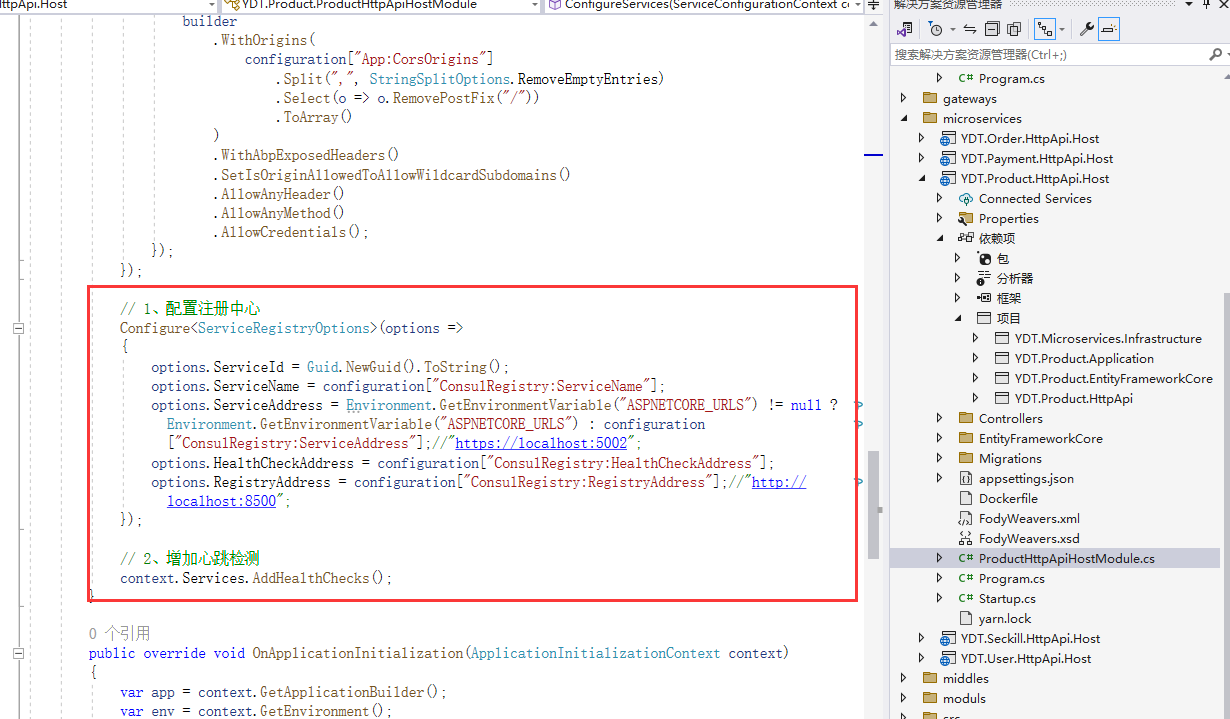 HttpApi.Host
YDT.Product.ProductHttpApiHostModule
ConfigureServices(ServiceConfigurationContext co
builder
.WithOrigins(
configuration["App:CorsOrigins"]
.Split(",", StringSplitOptions.RemoveEmptyEntries)
.Select(o => o.RemovePostFix("/"))
.ToArray()
)
.WithAbpExposedHeaders()
.SetIsOriginAllowedToAllowWildcardSubdomains()
.AllowAnyHeader()
.AllowAnyMethod()
.AllowCredentials();
});
});
// 1、配置注册中心
Configure<ServiceRegistryOptions>(options =>
{
options.ServiceId = Guid.NewGuid().ToString();
options.ServiceName = configuration["ConsulRegistry:ServiceName"];
options.ServiceAddress = Environment.GetEnvironmentVariable("ASPNETCORE_URLS") != null ?
Environment.GetEnvironmentVariable("ASPNETCORE_URLS") : configuration
["ConsulRegistry:ServiceAddress"];//"https://localhost:5002";
options.HealthCheckAddress = configuration["ConsulRegistry:HealthCheckAddress"];
options.RegistryAddress = configuration["ConsulRegistry:RegistryAddress"];//"http://
localhost:8500";
});
// 2、增加心跳检测
context.Services.AddHealthChecks();
}
0 个引用
public override void OnApplicationInitialization(ApplicationInitializationContext context)
{
var app = context.GetApplicationBuilder();
var env = context.GetEnvironment();
解决方案资源管理器
搜索解决方案资源管理器(Ctrl+;)
C# Program.cs
gateways
microservices
YDT.Order.HttpApi.Host
YDT.Payment.HttpApi.Host
YDT.Product.HttpApi.Host
Connected Services
Properties
依赖项
包
分析器
框架
项目
YDT.Microservices.Infrastructure
YDT.Product.Application
YDT.Product.EntityFrameworkCore
YDT.Product.HttpApi
Controllers
EntityFrameworkCore
Migrations
appsettings.json
Dockerfile
FodyWeavers.xml
FodyWeavers.xsd
C# ProductHttpApiHostModule.cs
C# Program.cs
C# Startup.cs
yarn.lock
YDT.Seckill.HttpApi.Host
YDT.User.HttpApi.Host
middles
moduls
src